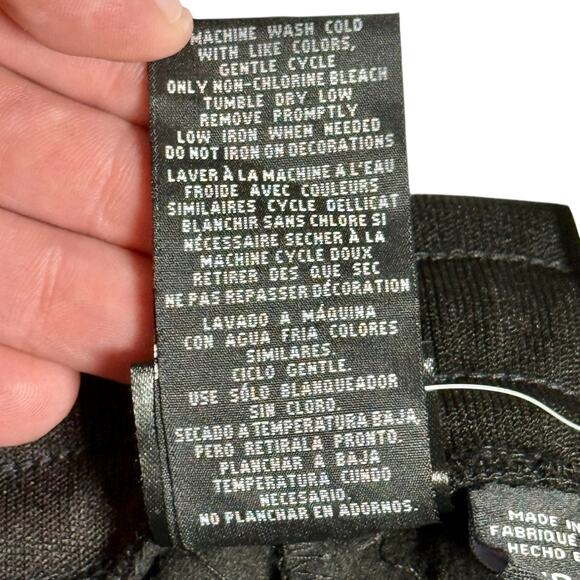 MACHINE WASH COLD
WITH LIKE COLORS,
GENTLE CYCLE
ONLY NON-CHLORINE BLEACH
TUMBLE DRY LOW
REMOVE PROMPTLY
LOW IRON WHEN NEEDED
DO NOT IRON ON DECORATIONS
LAVER À LA MACHINE A L'EAU
FROIDE AVEC COULEURS
SIMILAIRES CYCLE DELLICAT
BLANCHIR SANS CHLORE SI
NÉCESSAIRE SECHER À LA
MACHINE CYCLE DOUX
RETIRER DES QUE SEC
NE PAS REPASSER DÉCORATION
LAVADO A MÁQUINA
CON AGUA FRIA COLORES
SIMILARES.
CICLO GENTLE.
USE SÓLO BLANQUEADOR
SIN CLORO.
SECADO A TEMPERATURA BAJA,
PERO RETIRALA PRONTO.
PLANCHAR A BAJA
TEMPERATURA CUNDO
NECESARIO.
NO PLANCHAR EN ADORNOS.
MADE IN
FABRIQUÉ
HECHO E